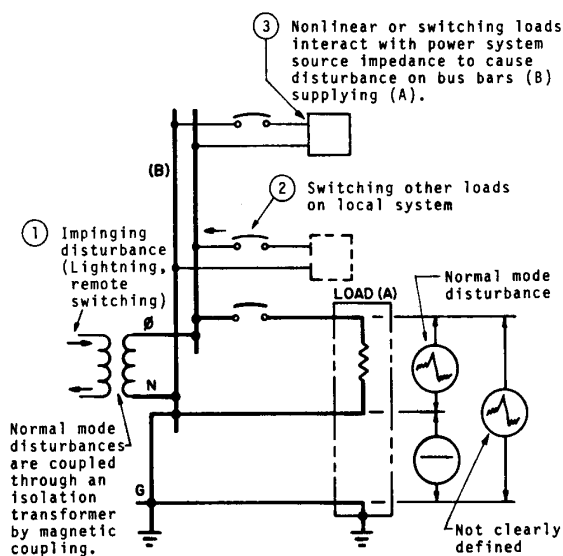 3 Nonlinear or switching loads
interact with power system
source impedance to cause
disturbance on bus bars (B)
supplying (A).
(B)
2 Switching other loads
on local system
1 Impinging
disturbance
(Lightning,
remote
switching)
Normal mode
disturbance
LOAD (A)
Ø
N
Normal mode
disturbances
are coupled
through an
isolation
transformer
by magnetic
coupling.
G
Not clearly
defined